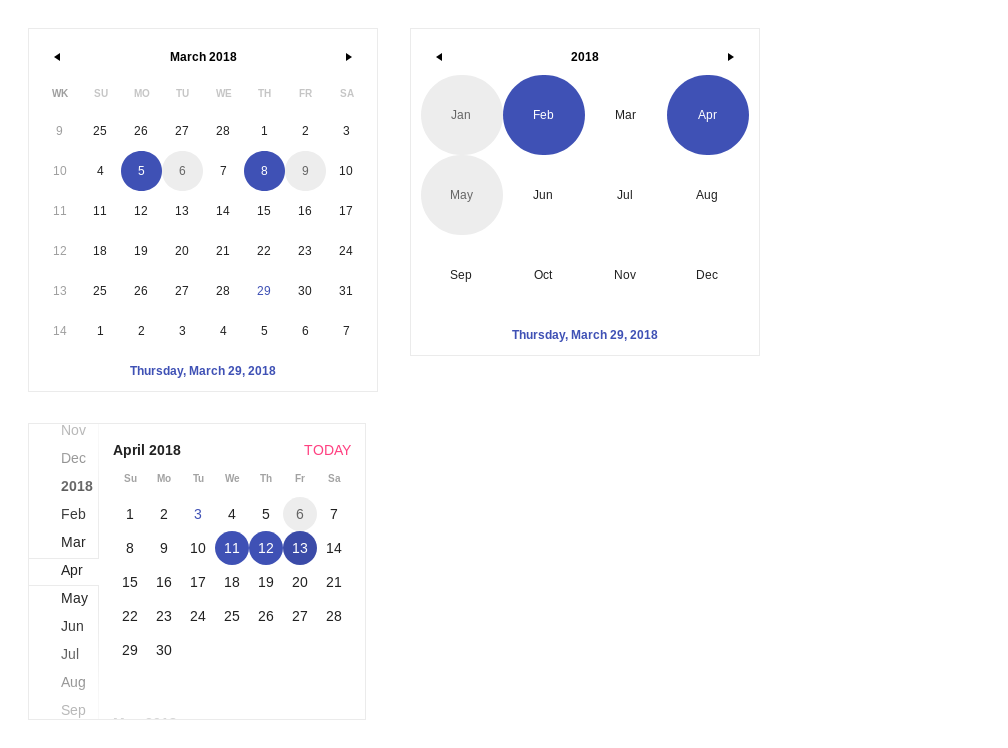 March 2018
WK SU MO TU WE TH FR SA
9 25 26 27 28 1 2 3
10 4 5 6 7 8 9 10
11 11 12 13 14 15 16 17
12 18 19 20 21 22 23 24
13 25 26 27 28 29 30 31
14 1 2 3 4 5 6 7
Thursday, March 29, 2018
2018
Jan Feb Mar Apr
May Jun Jul Aug
Sep Oct Nov Dec
Thursday, March 29, 2018
Nov
Dec
2018
Feb
Mar
Apr
May
Jun
Jul
Aug
Sep
April 2018 TODAY
Su Mo Tu We Th Fr Sa
1 2 3 4 5 6 7
8 9 10 11 12 13 14
15 16 17 18 19 20 21
22 23 24 25 26 27 28
29 30